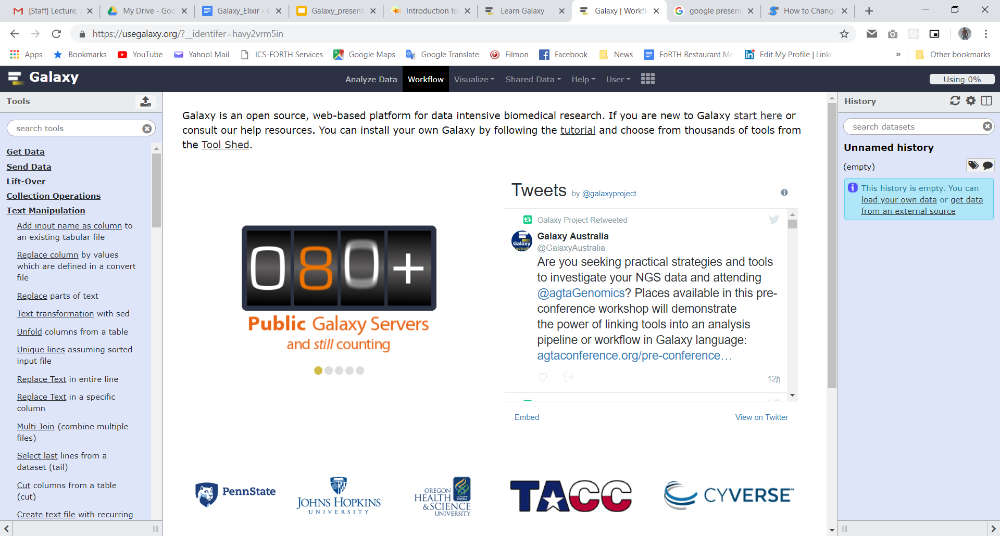 [Staff] Lecture,
My Drive - Goo
Galaxy_Elixir - G
Galaxy_present
Introduction to
Learn Galaxy
Galaxy | Workfl
google present
How to Change
https://usegalaxy.org/?__identifer=havy2vrm5in
Apps
Bookmarks
YouTube
Yahoo! Mail
ICS-FORTH Services
Google Maps
Google Translate
Filmon
Facebook
News
FoRTH Restaurant Me
Edit My Profile | Linke
»
Other bookmarks
Galaxy
Analyze Data
Workflow
Visualize
Shared Data
Help
User
Using 0%
Tools
search tools
Get Data
Send Data
Lift-Over
Collection Operations
Text Manipulation
Add input name as column to
an existing tabular file
Replace column by values
which are defined in a convert
file
Replace parts of text
Text transformation with sed
Unfold columns from a table
Unique lines assuming sorted
input file
Replace Text in entire line
Replace Text in a specific
column
Multi-Join (combine multiple
files)
Select last lines from a
dataset (tail)
Cut columns from a table
(cut)
Create text file with recurring
Galaxy is an open source, web-based platform for data intensive biomedical research. If you are new to Galaxy start here or
consult our help resources. You can install your own Galaxy by following the tutorial and choose from thousands of tools from
the Tool Shed.
080+
Public Galaxy Servers
and still counting
Tweets by @galaxyproject
Galaxy Project Retweeted
Galaxy
Australia
Galaxy Australia
@GalaxyAustralia
Are you seeking practical strategies and tools
to investigate your NGS data and attending
@agtaGenomics? Places available in this pre-
conference workshop will demonstrate
the power of linking tools into an analysis
pipeline or workflow in Galaxy language:
agtaconference.org/pre-conference…
12h
Embed
View on Twitter
PennState
JOHNS HOPKINS
UNIVERSITY
OHSU
OREGON
HEALTH
& SCIENCE
UNIVERSITY
TACC
CYVERSE™
History
search datasets
Unnamed history
(empty)
This history is empty. You can
load your own data or get data
from an external source